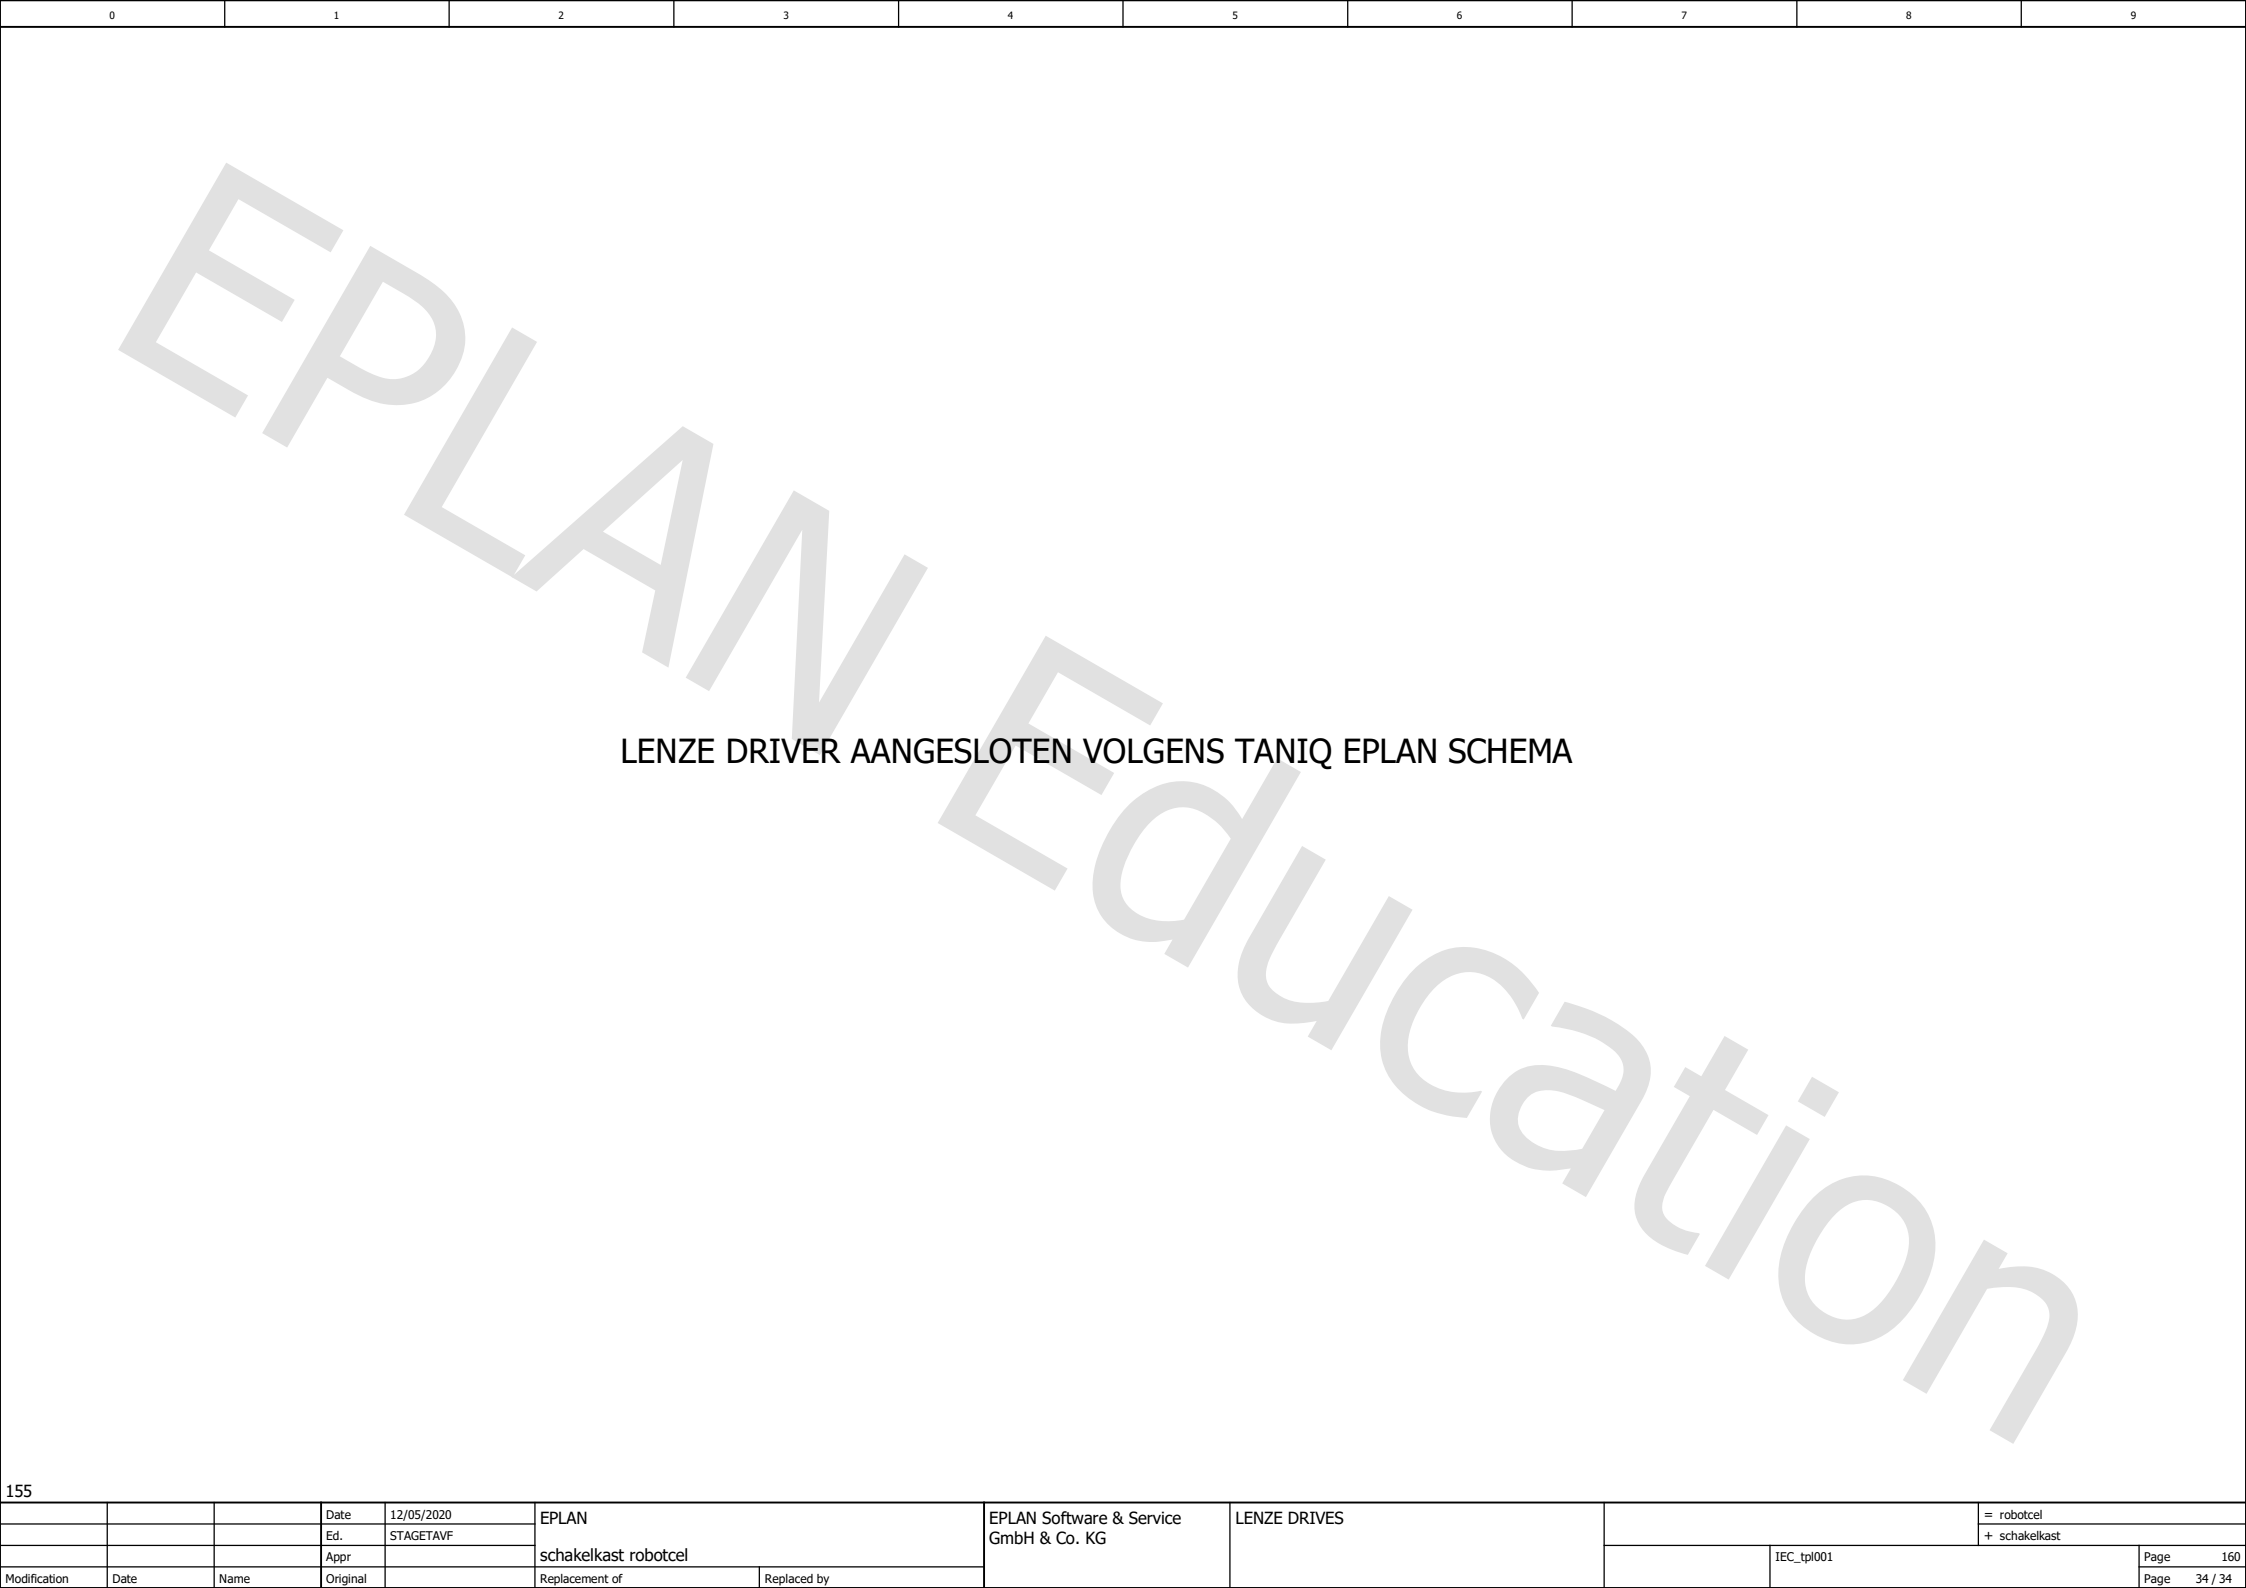 0 1 2 3 4 5 6 7 8 9
EPLAN Education
LENZE DRIVER AANGESLOTEN VOLGENS TANIQ EPLAN SCHEMA
155
Date 12/05/2020
Ed. STAGETAVF
Appr
Modification Date Name Original
EPLAN
schakelkast robotcel
Replacement of Replaced by
EPLAN Software & Service
GmbH & Co. KG
LENZE DRIVES
= robotcel
+ schakelkast
IEC_tpl001
Page 160
Page 34 / 34